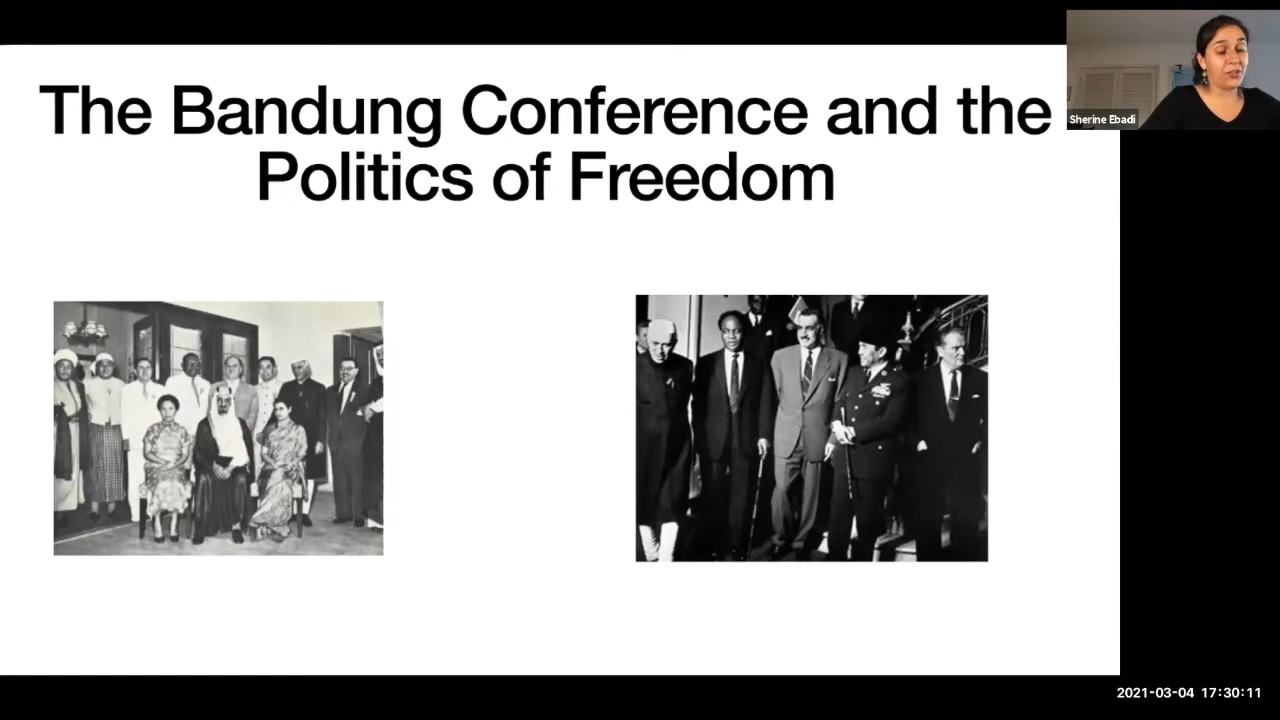 The Bandung Conference and the
Politics of Freedom
Sherine Ebadi
2021-03-04 17:30:11